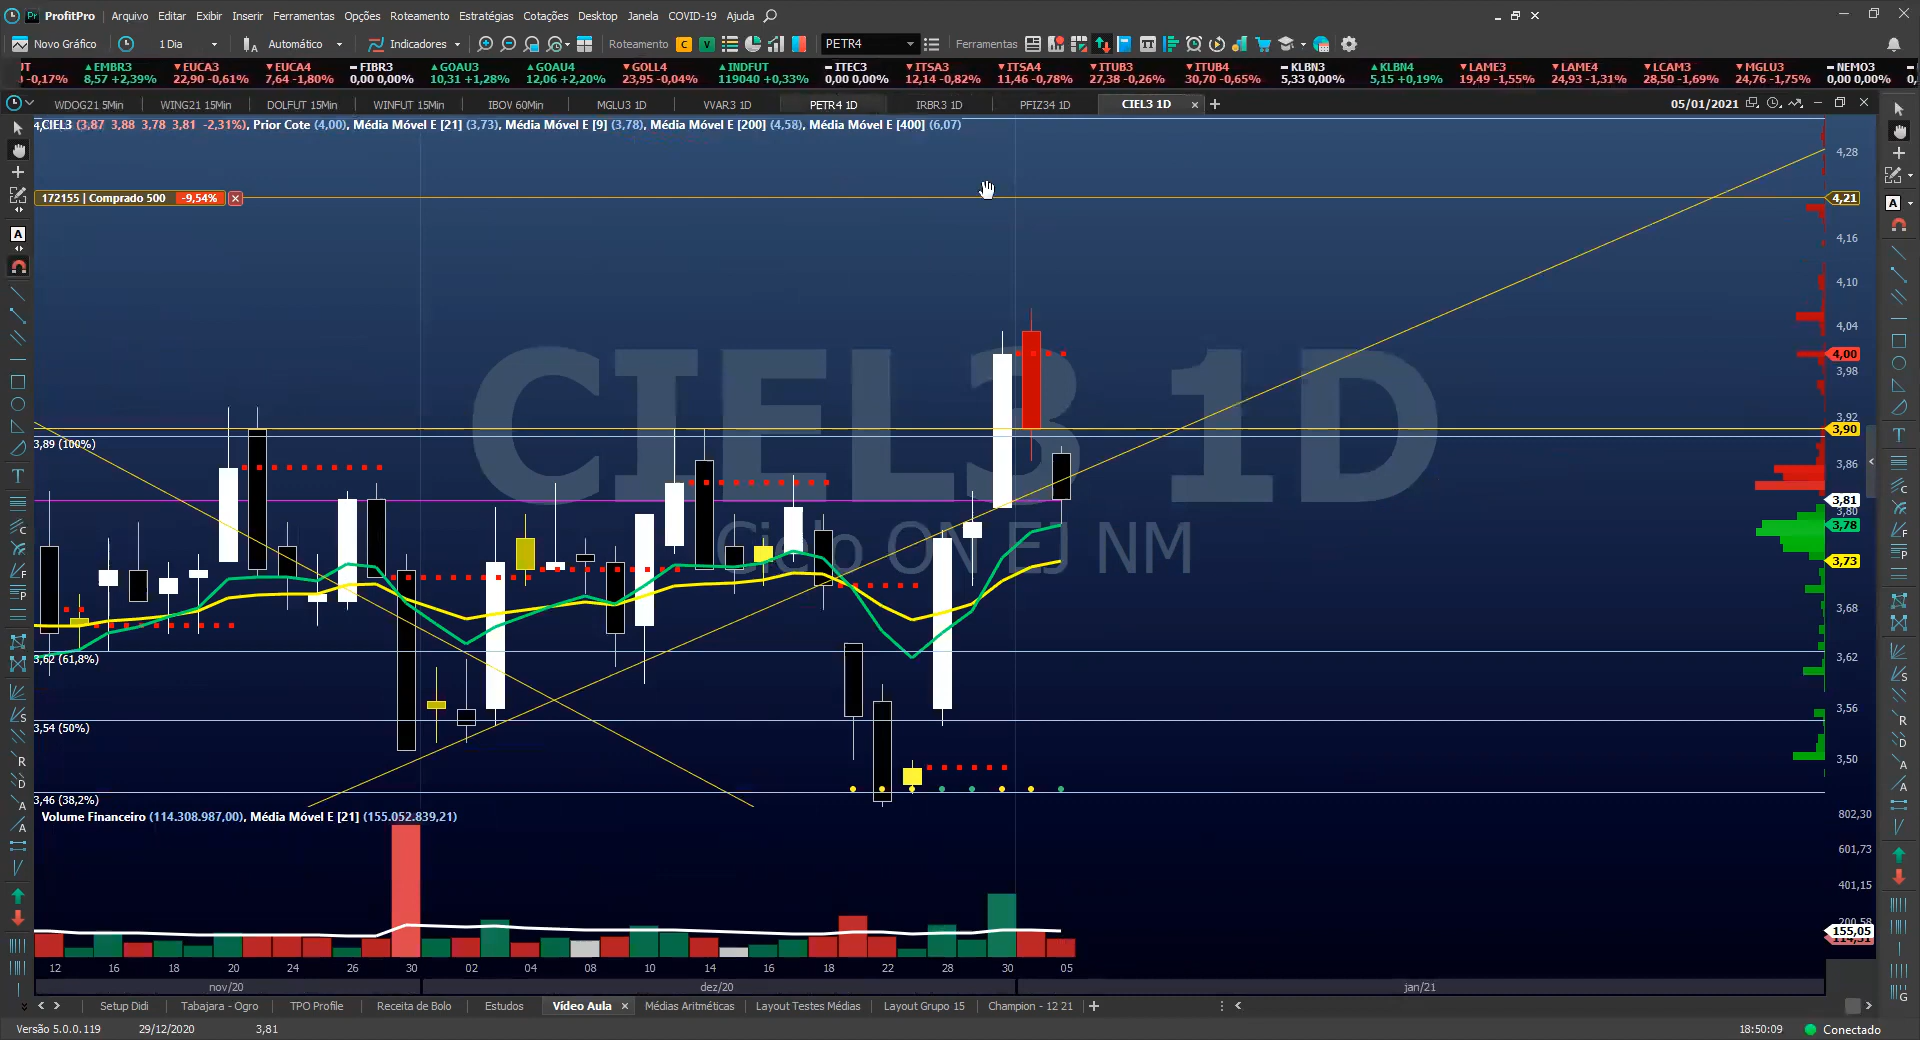 ProfitPro Arquivo Editar Exibir Inserir Ferramentas Opções Roteamento Estratégias Cotações Desktop Janela COVID-19 Ajuda
Novo Gráfico 1 Dia Automático Indicadores Roteamento C V PETR4 Ferramentas
EMBR3 EUCA3 EUCA4 FIBR3 GOAU3 GOAU4 GOLL4 INDFUT ITEC3 ITSA3 ITSA4 ITUB3 ITUB4 KLBN3 KLBN4 LAME3 LAME4 LCAM3 MGLU3 NEMO3
-0,17% 8,57 +2,39% 22,90 -0,61% 7,64 -1,80% 0,00 0,00% 10,31 +1,28% 12,06 +2,20% 23,95 -0,04% 119040 +0,33% 0,00 0,00% 12,14 -0,82% 11,46 -0,78% 27,38 -0,26% 30,70 -0,65% 5,33 0,00% 5,15 +0,19% 19,49 -1,55% 24,93 -1,31% 28,50 -1,69% 24,76 -1,75% 0,00 0,00%
WDOG21 5Min WING21 15Min DOLFUT 15Min WINFUT 15Min IBOV 60Min MGLU3 1D VVAR3 1D PETR4 1D IRBR3 1D PFIZ34 1D CIEL3 1D 05/01/2021
CIEL3 (3,87 3,88 3,78 3,81 -2,31%), Prior Cote (4,00), Média Móvel E [21] (3,73), Média Móvel E [9] (3,78), Média Móvel E [200] (4,58), Média Móvel E [400] (6,07)
4,28
172155 | Comprado 500 -9,54% 4,21
4,16
4,10
4,04
4,00
3,98
CIEL3 1D
3,92
3,90
3,89 (100%)
3,86
3,81
3,80
3,78
Cielo ON EJ NM
3,73
3,68
3,62 (61,8%) 3,62
3,56
3,54 (50%)
3,50
3,46 (38,2%)
Volume Financeiro (114.308.987,00), Média Móvel E [21] (155.052.839,21) 802,30
601,73
401,15
200,58
155,05
12 16 18 20 24 26 30 02 04 08 10 14 16 18 22 28 30 05
nov/20 dez/20 jan/21
Setup Didi Tabajara - Ogro TPO Profile Receita de Bolo Estudos Vídeo Aula Médias Aritméticas Layout Testes Médias Layout Grupo 15 Champion - 12 21
Versão 5.0.0.119 29/12/2020 3,81 18:50:09 Conectado